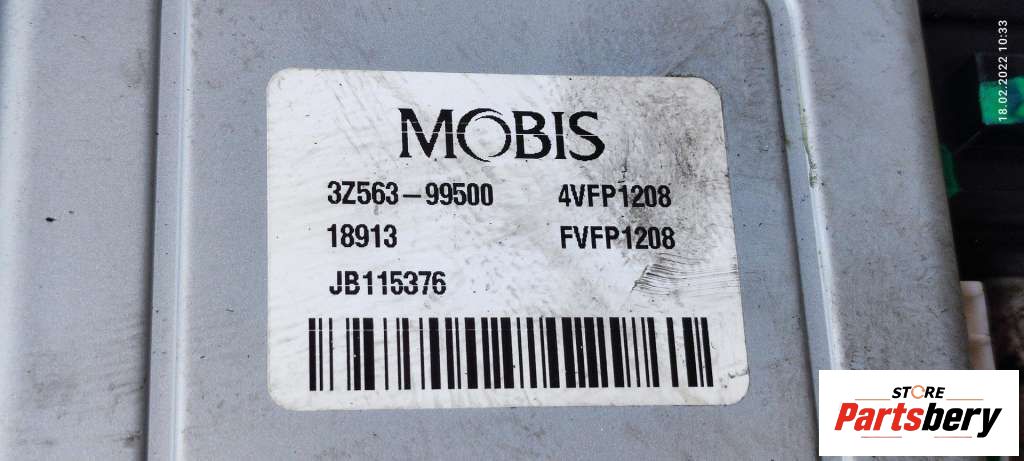 MOBIS
3Z563-99500 4VFP1208
18913 FVFP1208
JB115376
18.02.2022 10:33
STORE
Partsbery